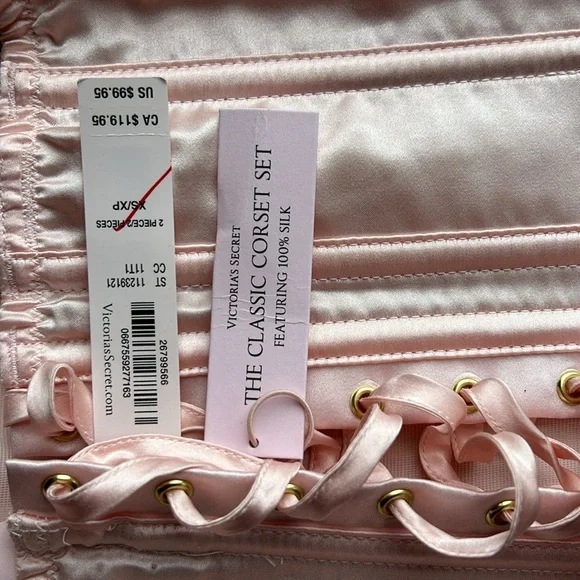 US $99.95
CA $119.95
XS/XP
2 PIECE/2 PIECES
ST 11239121
CC 11T1
26799566
0667559277163
VictoriasSecret.com
VICTORIA'S SECRET
THE CLASSIC CORSET SET
FEATURING 100% SILK